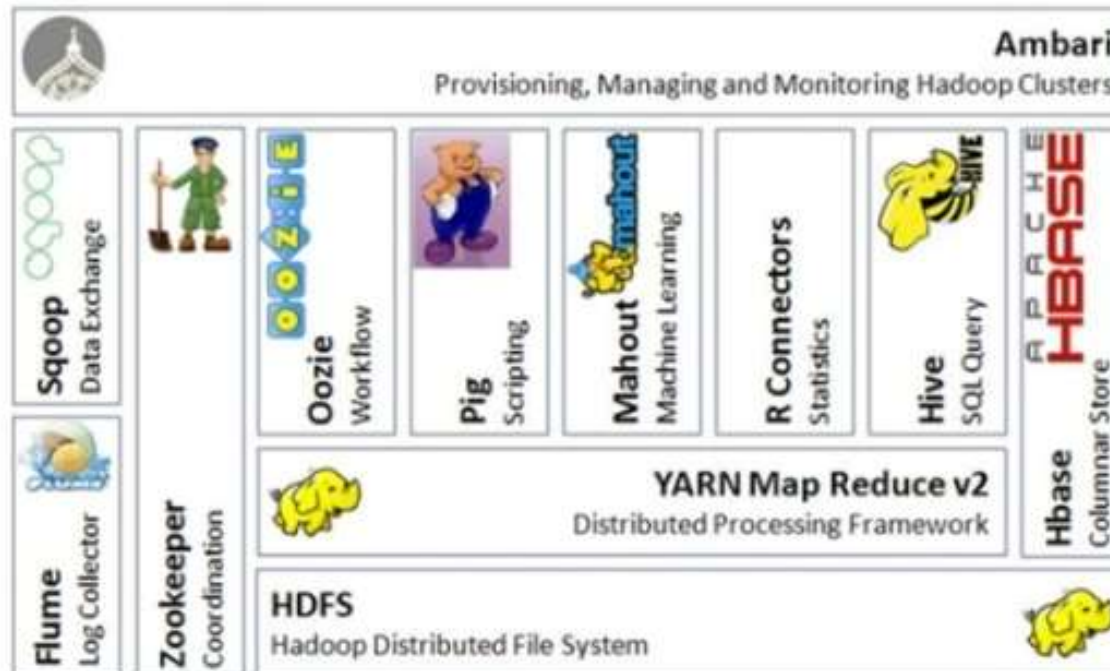 Ambari
Provisioning, Managing and Monitoring Hadoop Clusters
Sqoop
Data Exchange
Flume
Log Collector
Zookeeper
Coordination
OOZiE
Oozie
Workflow
Pig
Scripting
mahout
Mahout
Machine Learning
R Connectors
Statistics
HIVE
Hive
SQL Query
APACHE
HBASE
Hbase
Columnar Store
YARN Map Reduce v2
Distributed Processing Framework
HDFS
Hadoop Distributed File System